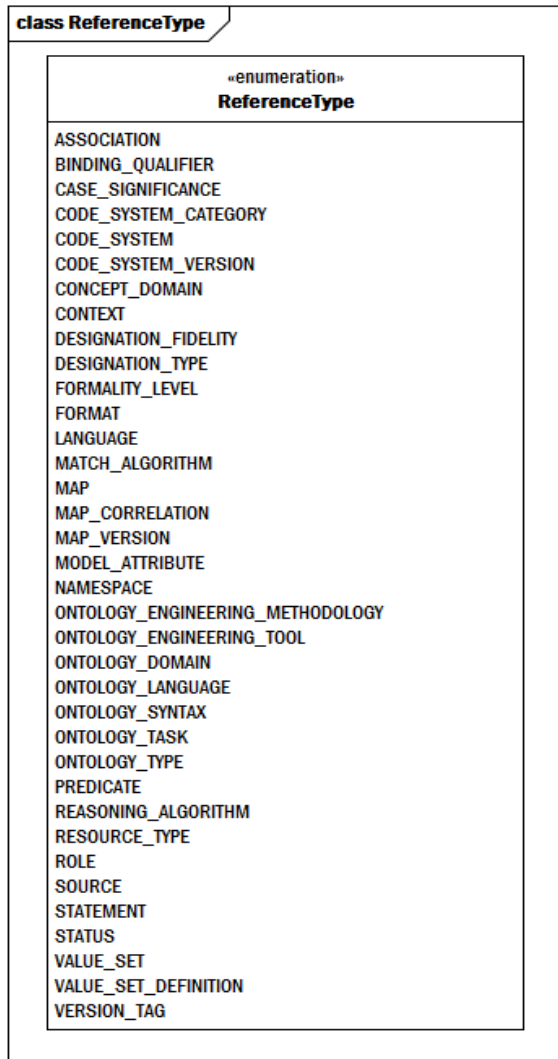 class ReferenceType
«enumeration»
ReferenceType
ASSOCIATION
BINDING_QUALIFIER
CASE_SIGNIFICANCE
CODE_SYSTEM_CATEGORY
CODE_SYSTEM
CODE_SYSTEM_VERSION
CONCEPT_DOMAIN
CONTEXT
DESIGNATION_FIDELITY
DESIGNATION_TYPE
FORMALITY_LEVEL
FORMAT
LANGUAGE
MATCH_ALGORITHM
MAP
MAP_CORRELATION
MAP_VERSION
MODEL_ATTRIBUTE
NAMESPACE
ONTOLOGY_ENGINEERING_METHODOLOGY
ONTOLOGY_ENGINEERING_TOOL
ONTOLOGY_DOMAIN
ONTOLOGY_LANGUAGE
ONTOLOGY_SYNTAX
ONTOLOGY_TASK
ONTOLOGY_TYPE
PREDICATE
REASONING_ALGORITHM
RESOURCE_TYPE
ROLE
SOURCE
STATEMENT
STATUS
VALUE_SET
VALUE_SET_DEFINITION
VERSION_TAG